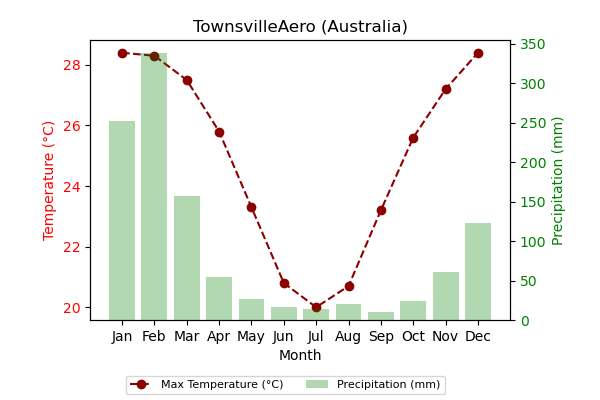 TownsvilleAero (Australia)
28
26
24
22
20
Temperature (°C)
350
300
250
200
150
100
50
0
Precipitation (mm)
Jan Feb Mar Apr May Jun Jul Aug Sep Oct Nov Dec
Month
Max Temperature (°C) Precipitation (mm)